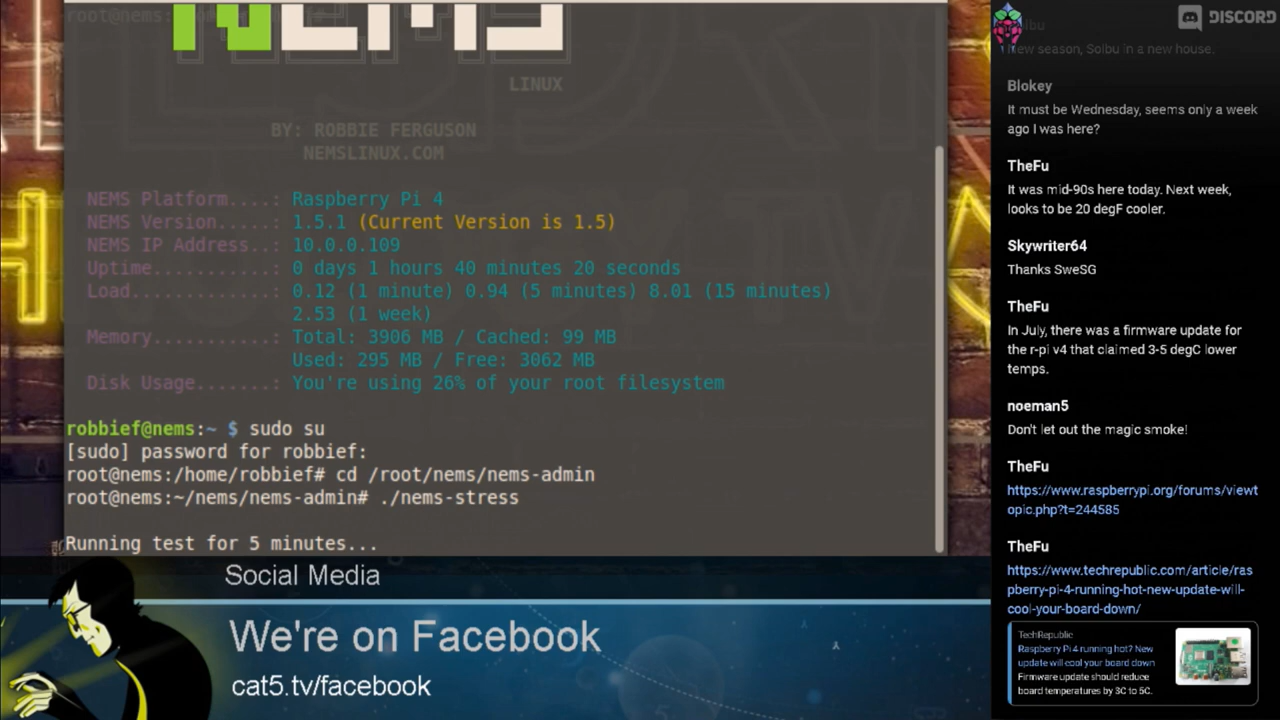 NEMS
LINUX
BY: ROBBIE FERGUSON
NEMSLINUX.COM
NEMS Platform....: Raspberry Pi 4
NEMS Version.....: 1.5.1 (Current Version is 1.5)
NEMS IP Address..: 10.0.0.109
Uptime...........: 0 days 1 hours 40 minutes 20 seconds
Load.............: 0.12 (1 minute) 0.94 (5 minutes) 8.01 (15 minutes)
2.53 (1 week)
Memory...........: Total: 3906 MB / Cached: 99 MB
Used: 295 MB / Free: 3062 MB
Disk Usage.......: You're using 26% of your root filesystem
robbief@nems:~ $ sudo su
[sudo] password for robbief:
root@nems:/home/robbief# cd /root/nems/nems-admin
root@nems:~/nems/nems-admin# ./nems-stress
Running test for 5 minutes...
Social Media
We're on Facebook
cat5.tv/facebook
DISCORD
Solbu
New season, Solbu in a new house.
Blokey
It must be Wednesday, seems only a week
ago I was here?
TheFu
It was mid-90s here today. Next week,
looks to be 20 degF cooler.
Skywriter64
Thanks SweSG
TheFu
In July, there was a firmware update for
the r-pi v4 that claimed 3-5 degC lower
temps.
noeman5
Don't let out the magic smoke!
TheFu
https://www.raspberrypi.org/forums/viewt
opic.php?t=244585
TheFu
https://www.techrepublic.com/article/ras
pberry-pi-4-running-hot-new-update-will-
cool-your-board-down/
TechRepublic
Raspberry Pi 4 running hot? New
update will cool your board down
Firmware update should reduce
board temperatures by 3C to 5C.